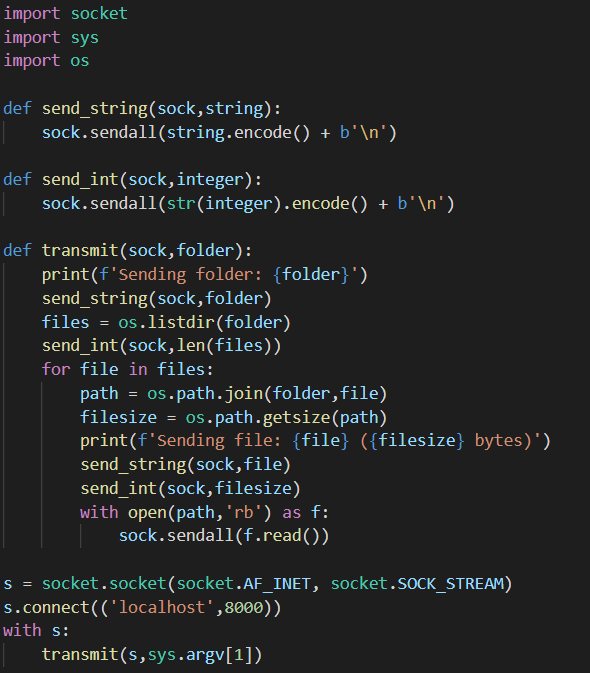 import socket
import sys
import os

def send_string(sock,string):
    sock.sendall(string.encode() + b'\n')

def send_int(sock,integer):
    sock.sendall(str(integer).encode() + b'\n')

def transmit(sock,folder):
    print(f'Sending folder: {folder}')
    send_string(sock,folder)
    files = os.listdir(folder)
    send_int(sock,len(files))
    for file in files:
        path = os.path.join(folder,file)
        filesize = os.path.getsize(path)
        print(f'Sending file: {file} ({filesize} bytes)')
        send_string(sock,file)
        send_int(sock,filesize)
        with open(path,'rb') as f:
            sock.sendall(f.read())

s = socket.socket(socket.AF_INET, socket.SOCK_STREAM)
s.connect(('localhost',8000))
with s:
    transmit(s,sys.argv[1])